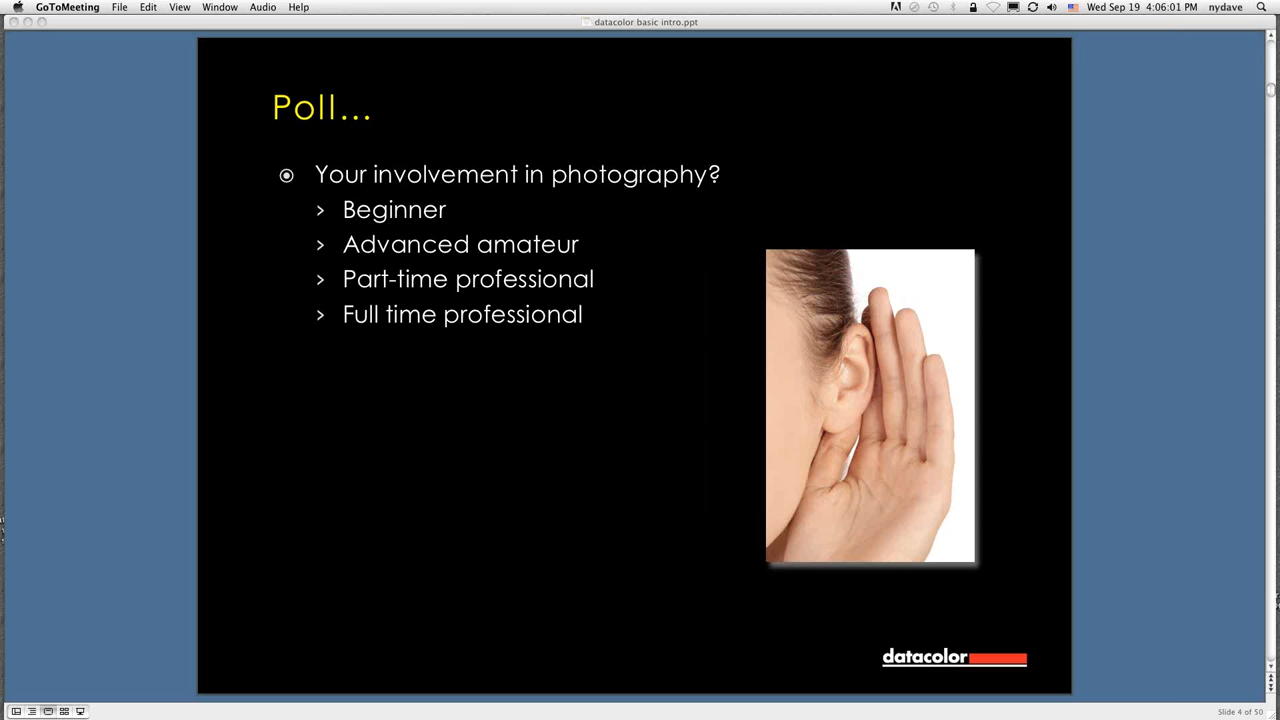 GoToMeeting File Edit View Window Audio Help Wed Sep 19 4:06:01 PM nydave
datacolor basic intro.ppt
Poll...
Your involvement in photography?
› Beginner
› Advanced amateur
› Part-time professional
› Full time professional
datacolor
Slide 4 of 50